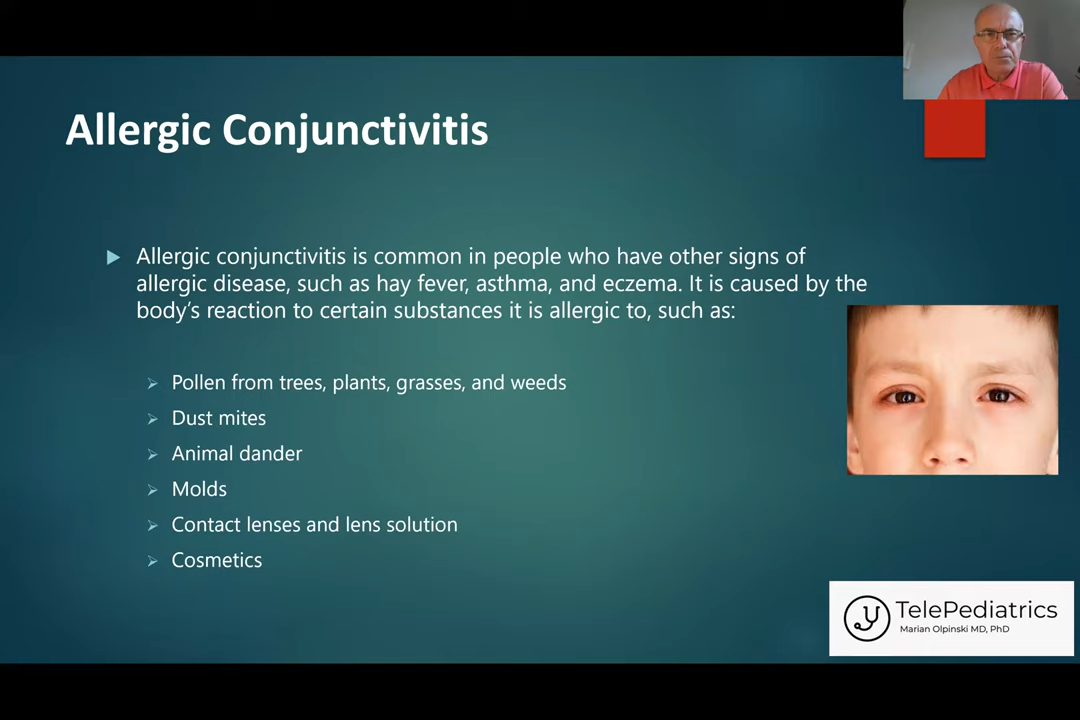 Allergic Conjunctivitis
Allergic conjunctivitis is common in people who have other signs of
allergic disease, such as hay fever, asthma, and eczema. It is caused by the
body's reaction to certain substances it is allergic to, such as:
Pollen from trees, plants, grasses, and weeds
Dust mites
Animal dander
Molds
Contact lenses and lens solution
Cosmetics
TelePediatrics
Marian Olpinski MD, PhD